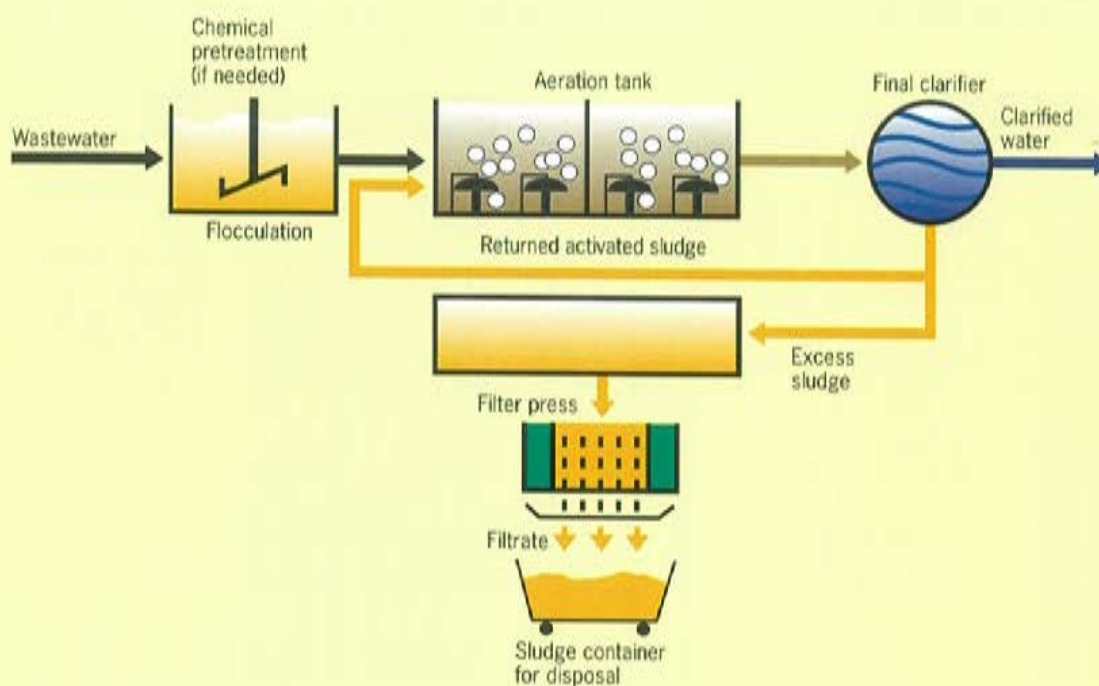 Chemical
pretreatment
(if needed)
Aeration tank
Final clarifier
Wastewater
Clarified
water
Flocculation
Returned activated sludge
Excess
sludge
Filter press
Filtrate
Sludge container
for disposal